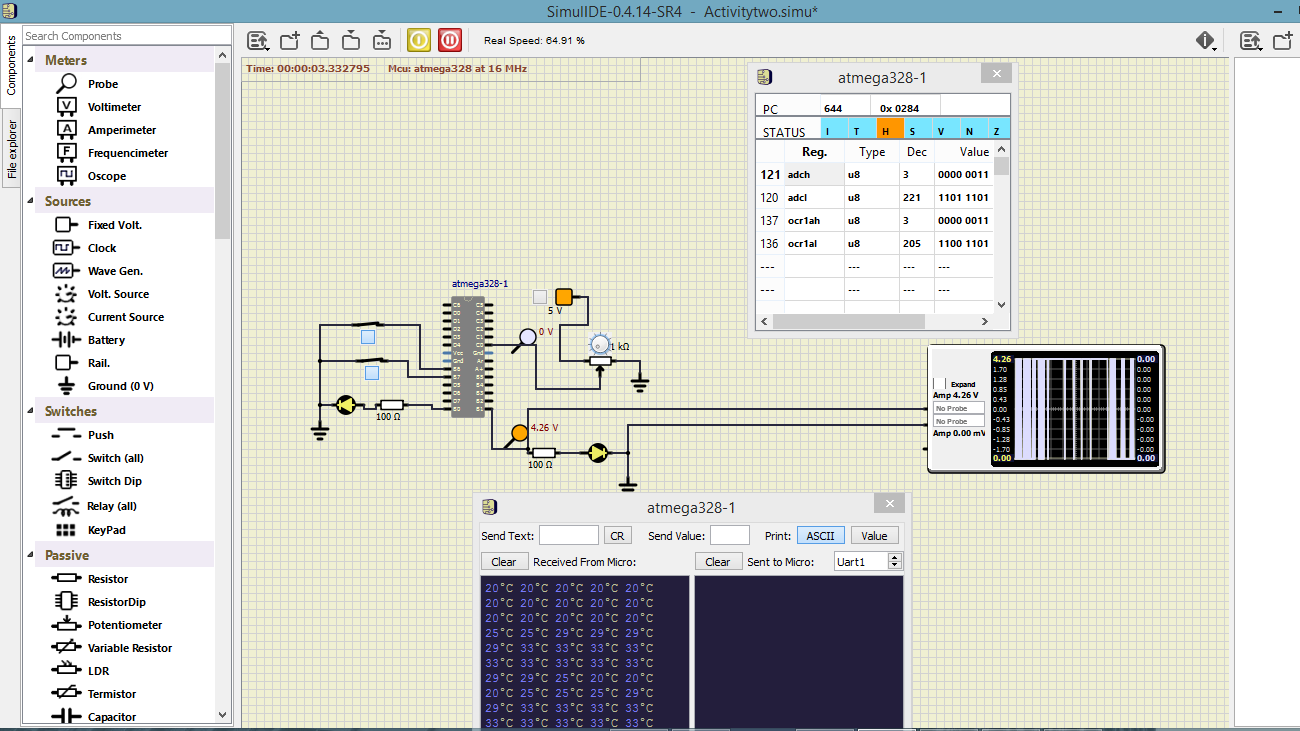 SimulIDE-0.4.14-SR4 - Activitytwo.simu*
Components
File explorer
Search Components
Meters
Probe
Voltimeter
Amperimeter
Frequencimeter
Oscope
Sources
Fixed Volt.
Clock
Wave Gen.
Volt. Source
Current Source
Battery
Rail.
Ground (0 V)
Switches
Push
Switch (all)
Switch Dip
Relay (all)
KeyPad
Passive
Resistor
ResistorDip
Potentiometer
Variable Resistor
LDR
Termistor
Capacitor
Real Speed: 64.91 %
Time: 00:00:03.332795 Mcu: atmega328 at 16 MHz
atmega328-1
PC 644 0x 0284
STATUS I T H S V N Z
Reg. Type Dec Value
121 adch u8 3 0000 0011
120 adcl u8 221 1101 1101
137 ocr1ah u8 3 0000 0011
136 ocr1al u8 205 1100 1101
--- --- --- ---
--- --- --- ---
atmega328-1
5 V
0 V
1 kΩ
100 Ω
4.26 V
100 Ω
Expand
Amp 4.26 V
No Probe
No Probe
Amp 0.00 mV
4.26 0.00
1.70 0.00
1.28 0.00
0.85 0.00
0.43 0.00
0.00 0.00
-0.43 -0.00
-0.85 -0.00
-1.28 -0.00
-1.70 -0.00
0.00 0.00
atmega328-1
Send Text: CR Send Value: Print: ASCII Value
Clear Received From Micro: Clear Sent to Micro: Uart1
20°C 20°C 20°C 20°C 20°C
20°C 20°C 20°C 20°C 20°C
20°C 20°C 20°C 20°C 20°C
25°C 25°C 29°C 29°C 29°C
29°C 33°C 33°C 33°C 33°C
33°C 33°C 33°C 33°C 33°C
29°C 29°C 25°C 20°C 20°C
20°C 25°C 25°C 25°C 29°C
29°C 33°C 33°C 33°C 33°C
33°C 33°C 33°C 33°C 33°C